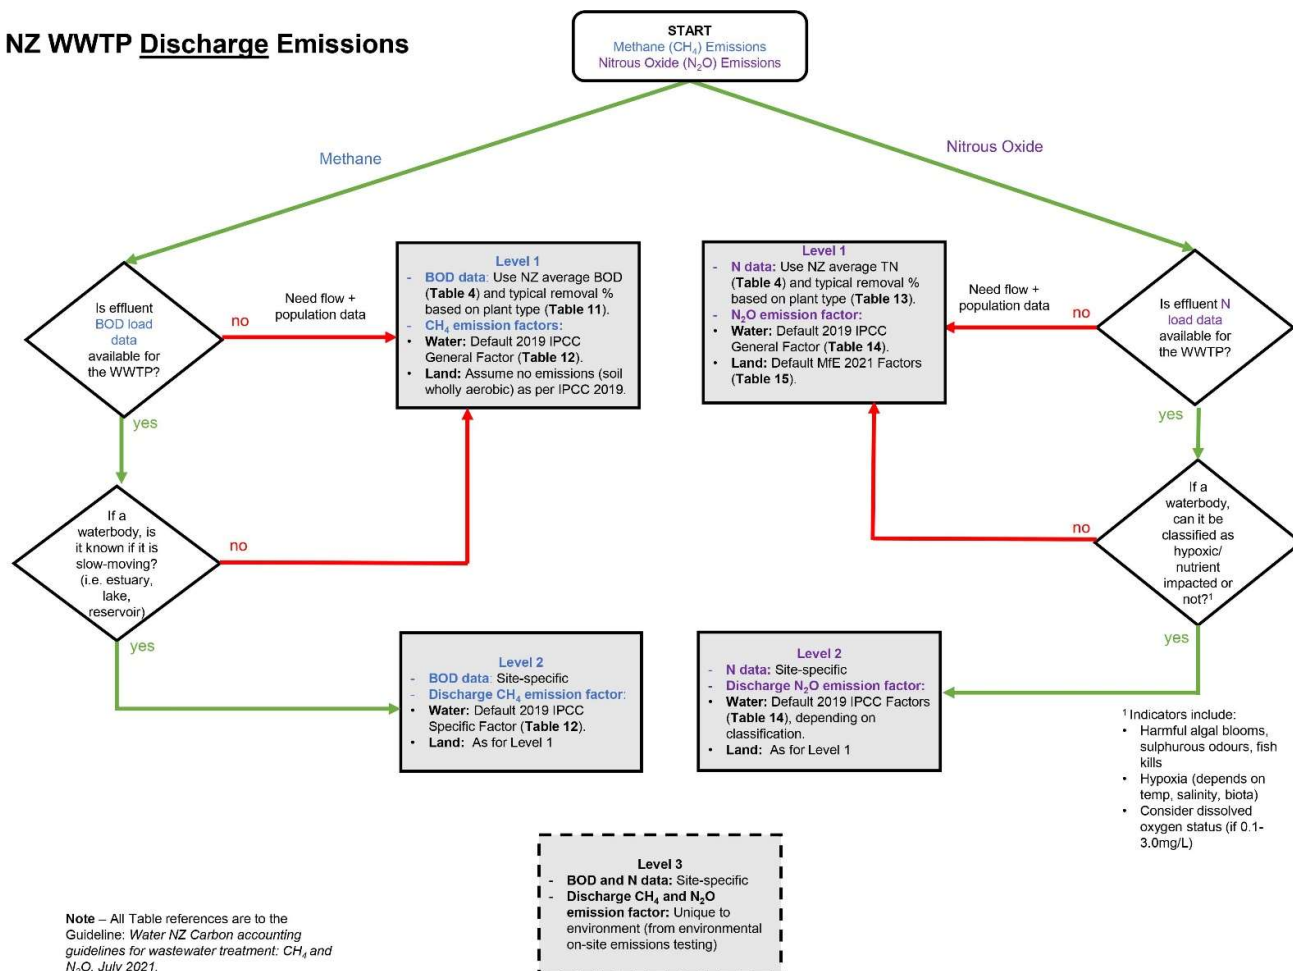 NZ WWTP Discharge Emissions
START
Methane (CH₄) Emissions
Nitrous Oxide (N₂O) Emissions
Methane
Nitrous Oxide
Is effluent
BOD load
data
available for
the WWTP?
no
Need flow +
population data
yes
Level 1
- BOD data: Use NZ average BOD
(Table 4) and typical removal %
based on plant type (Table 11).
- CH₄ emission factors:
• Water: Default 2019 IPCC
General Factor (Table 12).
• Land: Assume no emissions (soil
wholly aerobic) as per IPCC 2019.
Level 1
- N data: Use NZ average TN
(Table 4) and typical removal %
based on plant type (Table 13).
- N₂O emission factor:
• Water: Default 2019 IPCC
General Factor (Table 14).
• Land: Default MfE 2021 Factors
(Table 15).
Need flow +
population data
no
Is effluent N
load data
available for
the WWTP?
yes
If a
waterbody, is
it known if it is
slow-moving?
(i.e. estuary,
lake,
reservoir)
no
yes
If a
waterbody,
can it be
classified as
hypoxic/
nutrient
impacted or
not?¹
no
yes
Level 2
- BOD data: Site-specific
- Discharge CH₄ emission factor:
• Water: Default 2019 IPCC
Specific Factor (Table 12).
• Land: As for Level 1
Level 2
- N data: Site-specific
- Discharge N₂O emission factor:
• Water: Default 2019 IPCC Factors
(Table 14), depending on
classification.
• Land: As for Level 1
¹ Indicators include:
• Harmful algal blooms,
sulphurous odours, fish
kills
• Hypoxia (depends on
temp, salinity, biota)
• Consider dissolved
oxygen status (if 0.1-
3.0mg/L)
Level 3
- BOD and N data: Site-specific
- Discharge CH₄ and N₂O
emission factor: Unique to
environment (from environmental
on-site emissions testing)
Note – All Table references are to the
Guideline: Water NZ Carbon accounting
guidelines for wastewater treatment: CH₄ and
N₂O, July 2021.